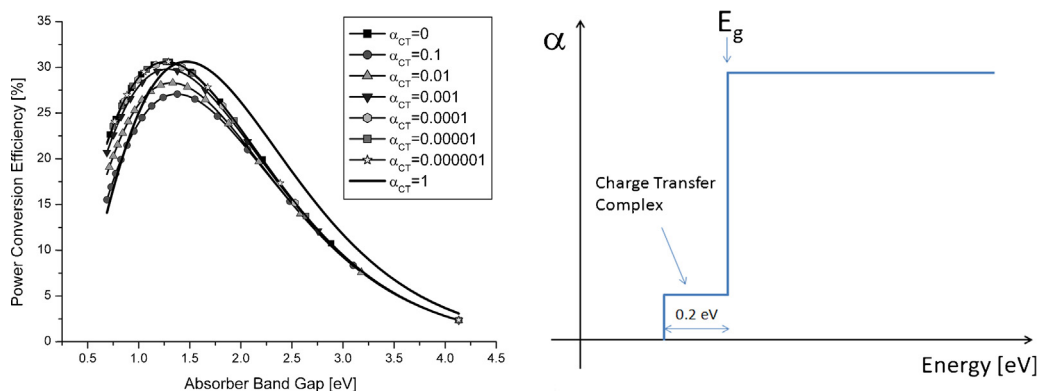 35
30
25
20
15
10
5
0
0.5 1.0 1.5 2.0 2.5 3.0 3.5 4.0 4.5
Power Conversion Efficiency [%]
Absorber Band Gap [eV]
αCT=0
αCT=0.1
αCT=0.01
αCT=0.001
αCT=0.0001
αCT=0.00001
αCT=0.000001
αCT=1
α
Eg
Charge Transfer
Complex
0.2 eV
Energy [eV]